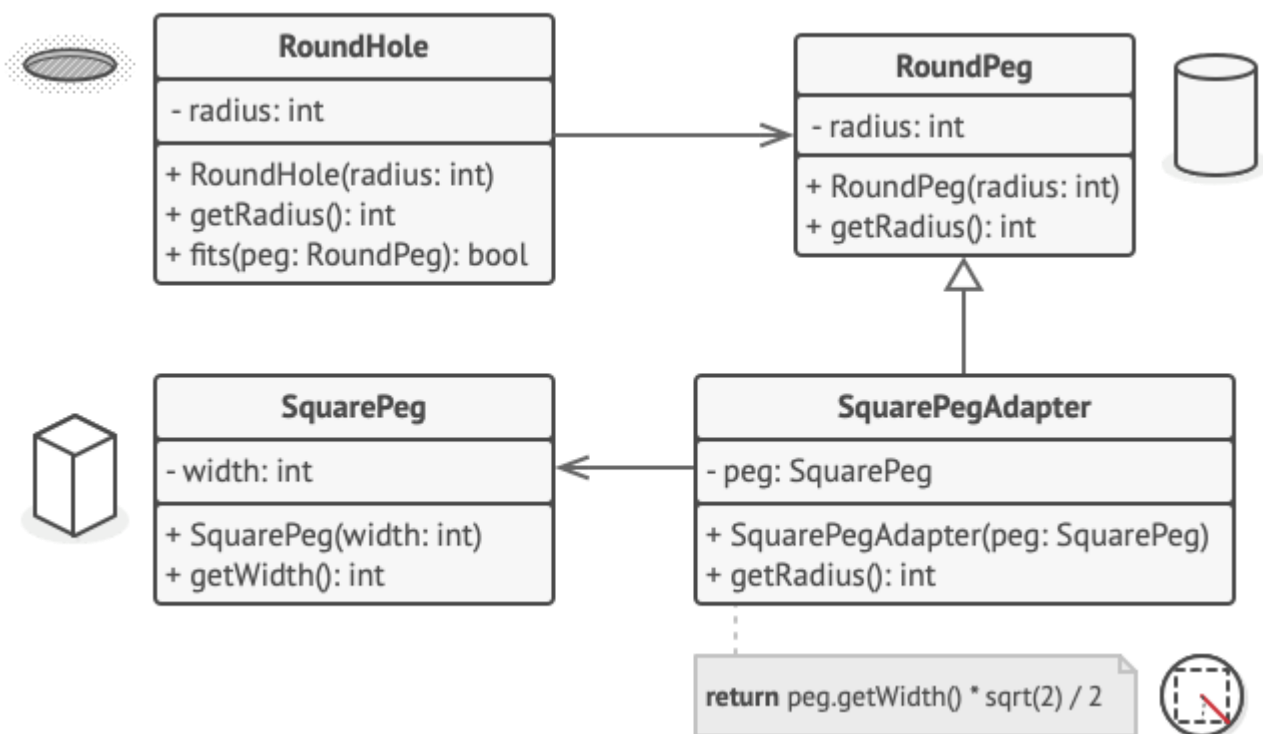 RoundHole
- radius: int
+ RoundHole(radius: int)
+ getRadius(): int
+ fits(peg: RoundPeg): bool
RoundPeg
- radius: int
+ RoundPeg(radius: int)
+ getRadius(): int
SquarePeg
- width: int
+ SquarePeg(width: int)
+ getWidth(): int
SquarePegAdapter
- peg: SquarePeg
+ SquarePegAdapter(peg: SquarePeg)
+ getRadius(): int
return peg.getWidth() * sqrt(2) / 2